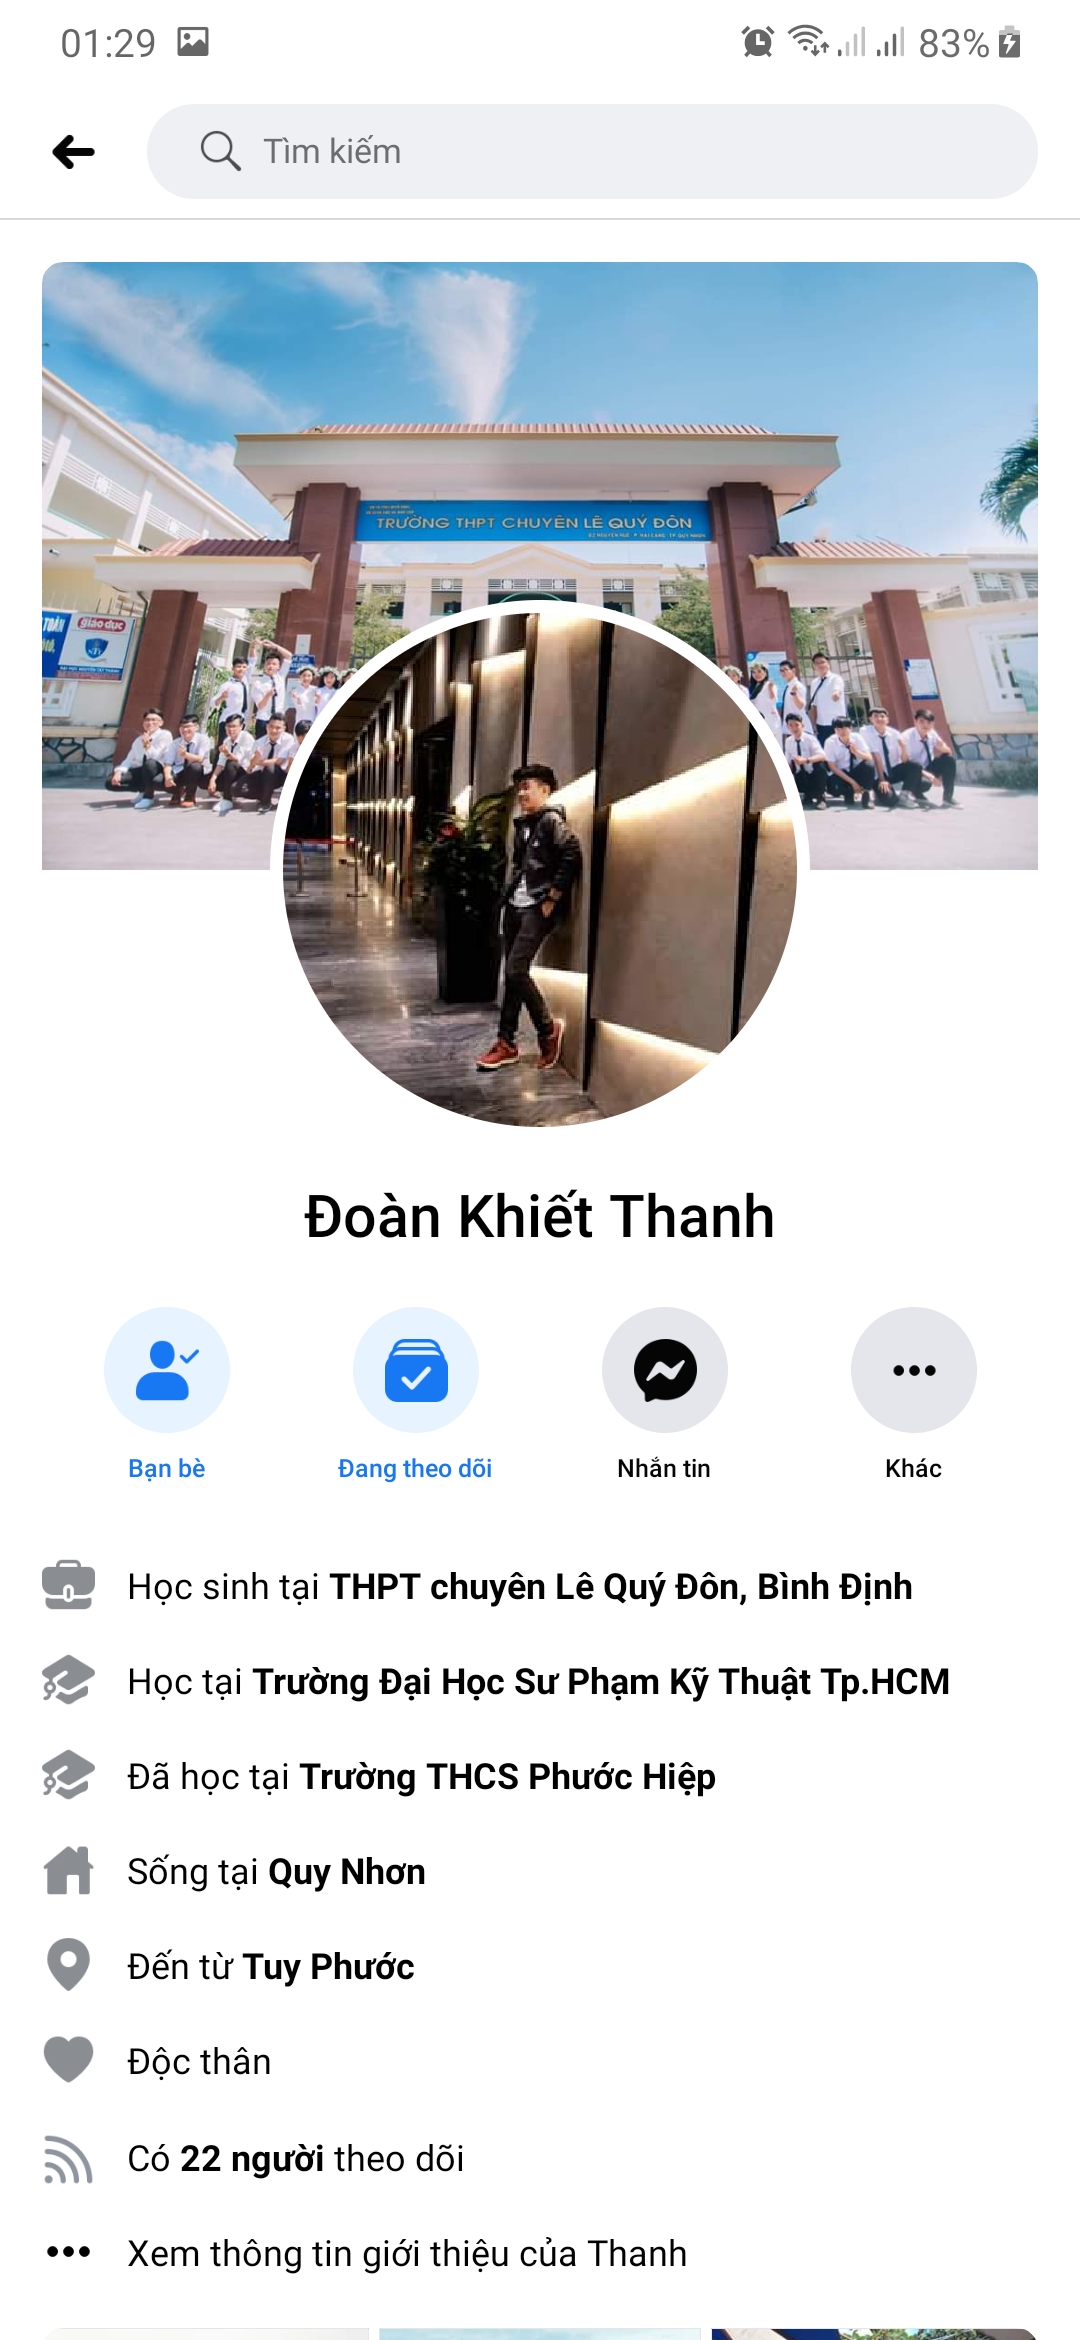 01:29
83%
Tìm kiếm
TRƯỜNG THPT CHUYÊN LÊ QUÝ ĐÔN
giáo dục
Đoàn Khiết Thanh
Bạn bè
Đang theo dõi
Nhắn tin
Khác
Học sinh tại THPT chuyên Lê Quý Đôn, Bình Định
Học tại Trường Đại Học Sư Phạm Kỹ Thuật Tp.HCM
Đã học tại Trường THCS Phước Hiệp
Sống tại Quy Nhơn
Đến từ Tuy Phước
Độc thân
Có 22 người theo dõi
Xem thông tin giới thiệu của Thanh